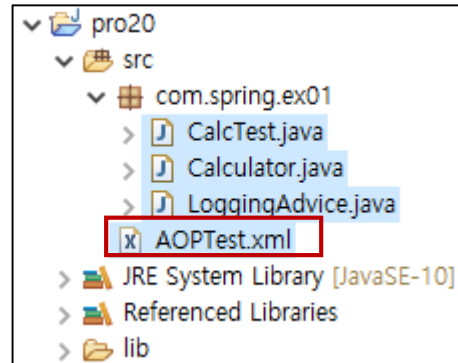 pro20
src
com.spring.ex01
CalcTest.java
Calculator.java
LoggingAdvice.java
AOPTest.xml
JRE System Library [JavaSE-10]
Referenced Libraries
lib